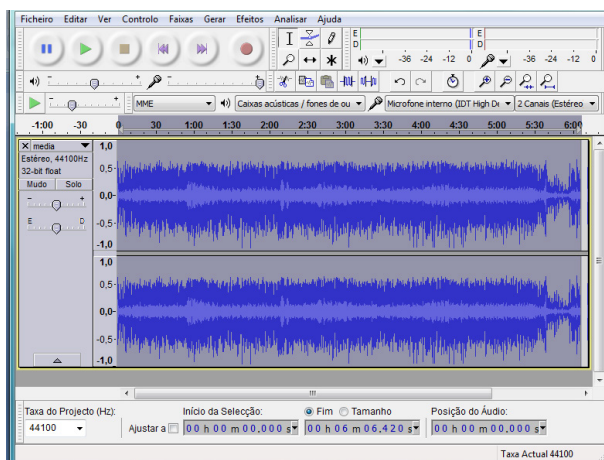 Ficheiro Editar Ver Controlo Faixas Gerar Efeitos Analisar Ajuda
E
D
-36 -24 -12 0
E
D
-36 -24 -12 0
- +
- +
MME
Caixas acústicas / fones de ou
Microfone interno (IDT High De
2 Canais (Estéreo
-1:00 -30 0 30 1:00 1:30 2:00 2:30 3:00 3:30 4:00 4:30 5:00 5:30 6:00
X media
Estéreo, 44100Hz
32-bit float
Mudo Solo
- +
E D
1,0
0,5
0,0
-0,5
-1,0
1,0
0,5
0,0
-0,5
-1,0
Taxa do Projecto (Hz): Início da Selecção: Fim Tamanho Posição do Áudio:
44100 Ajustar a 00 h 00 m 00.000 s 00 h 06 m 06.420 s 00 h 00 m 00.000 s
Taxa Actual 44100